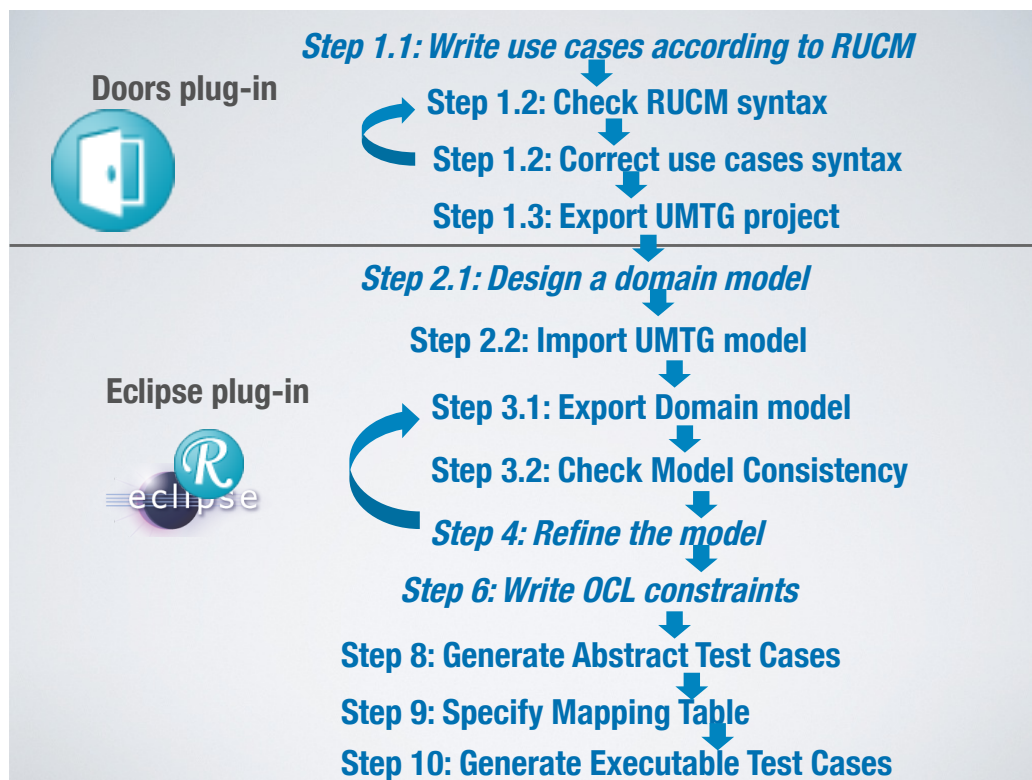 Step 1.1: Write use cases according to RUCM
Doors plug-in
Step 1.2: Check RUCM syntax
Step 1.2: Correct use cases syntax
Step 1.3: Export UMTG project
Step 2.1: Design a domain model
Step 2.2: Import UMTG model
Eclipse plug-in
Step 3.1: Export Domain model
R
eclipse
Step 3.2: Check Model Consistency
Step 4: Refine the model
Step 6: Write OCL constraints
Step 8: Generate Abstract Test Cases
Step 9: Specify Mapping Table
Step 10: Generate Executable Test Cases